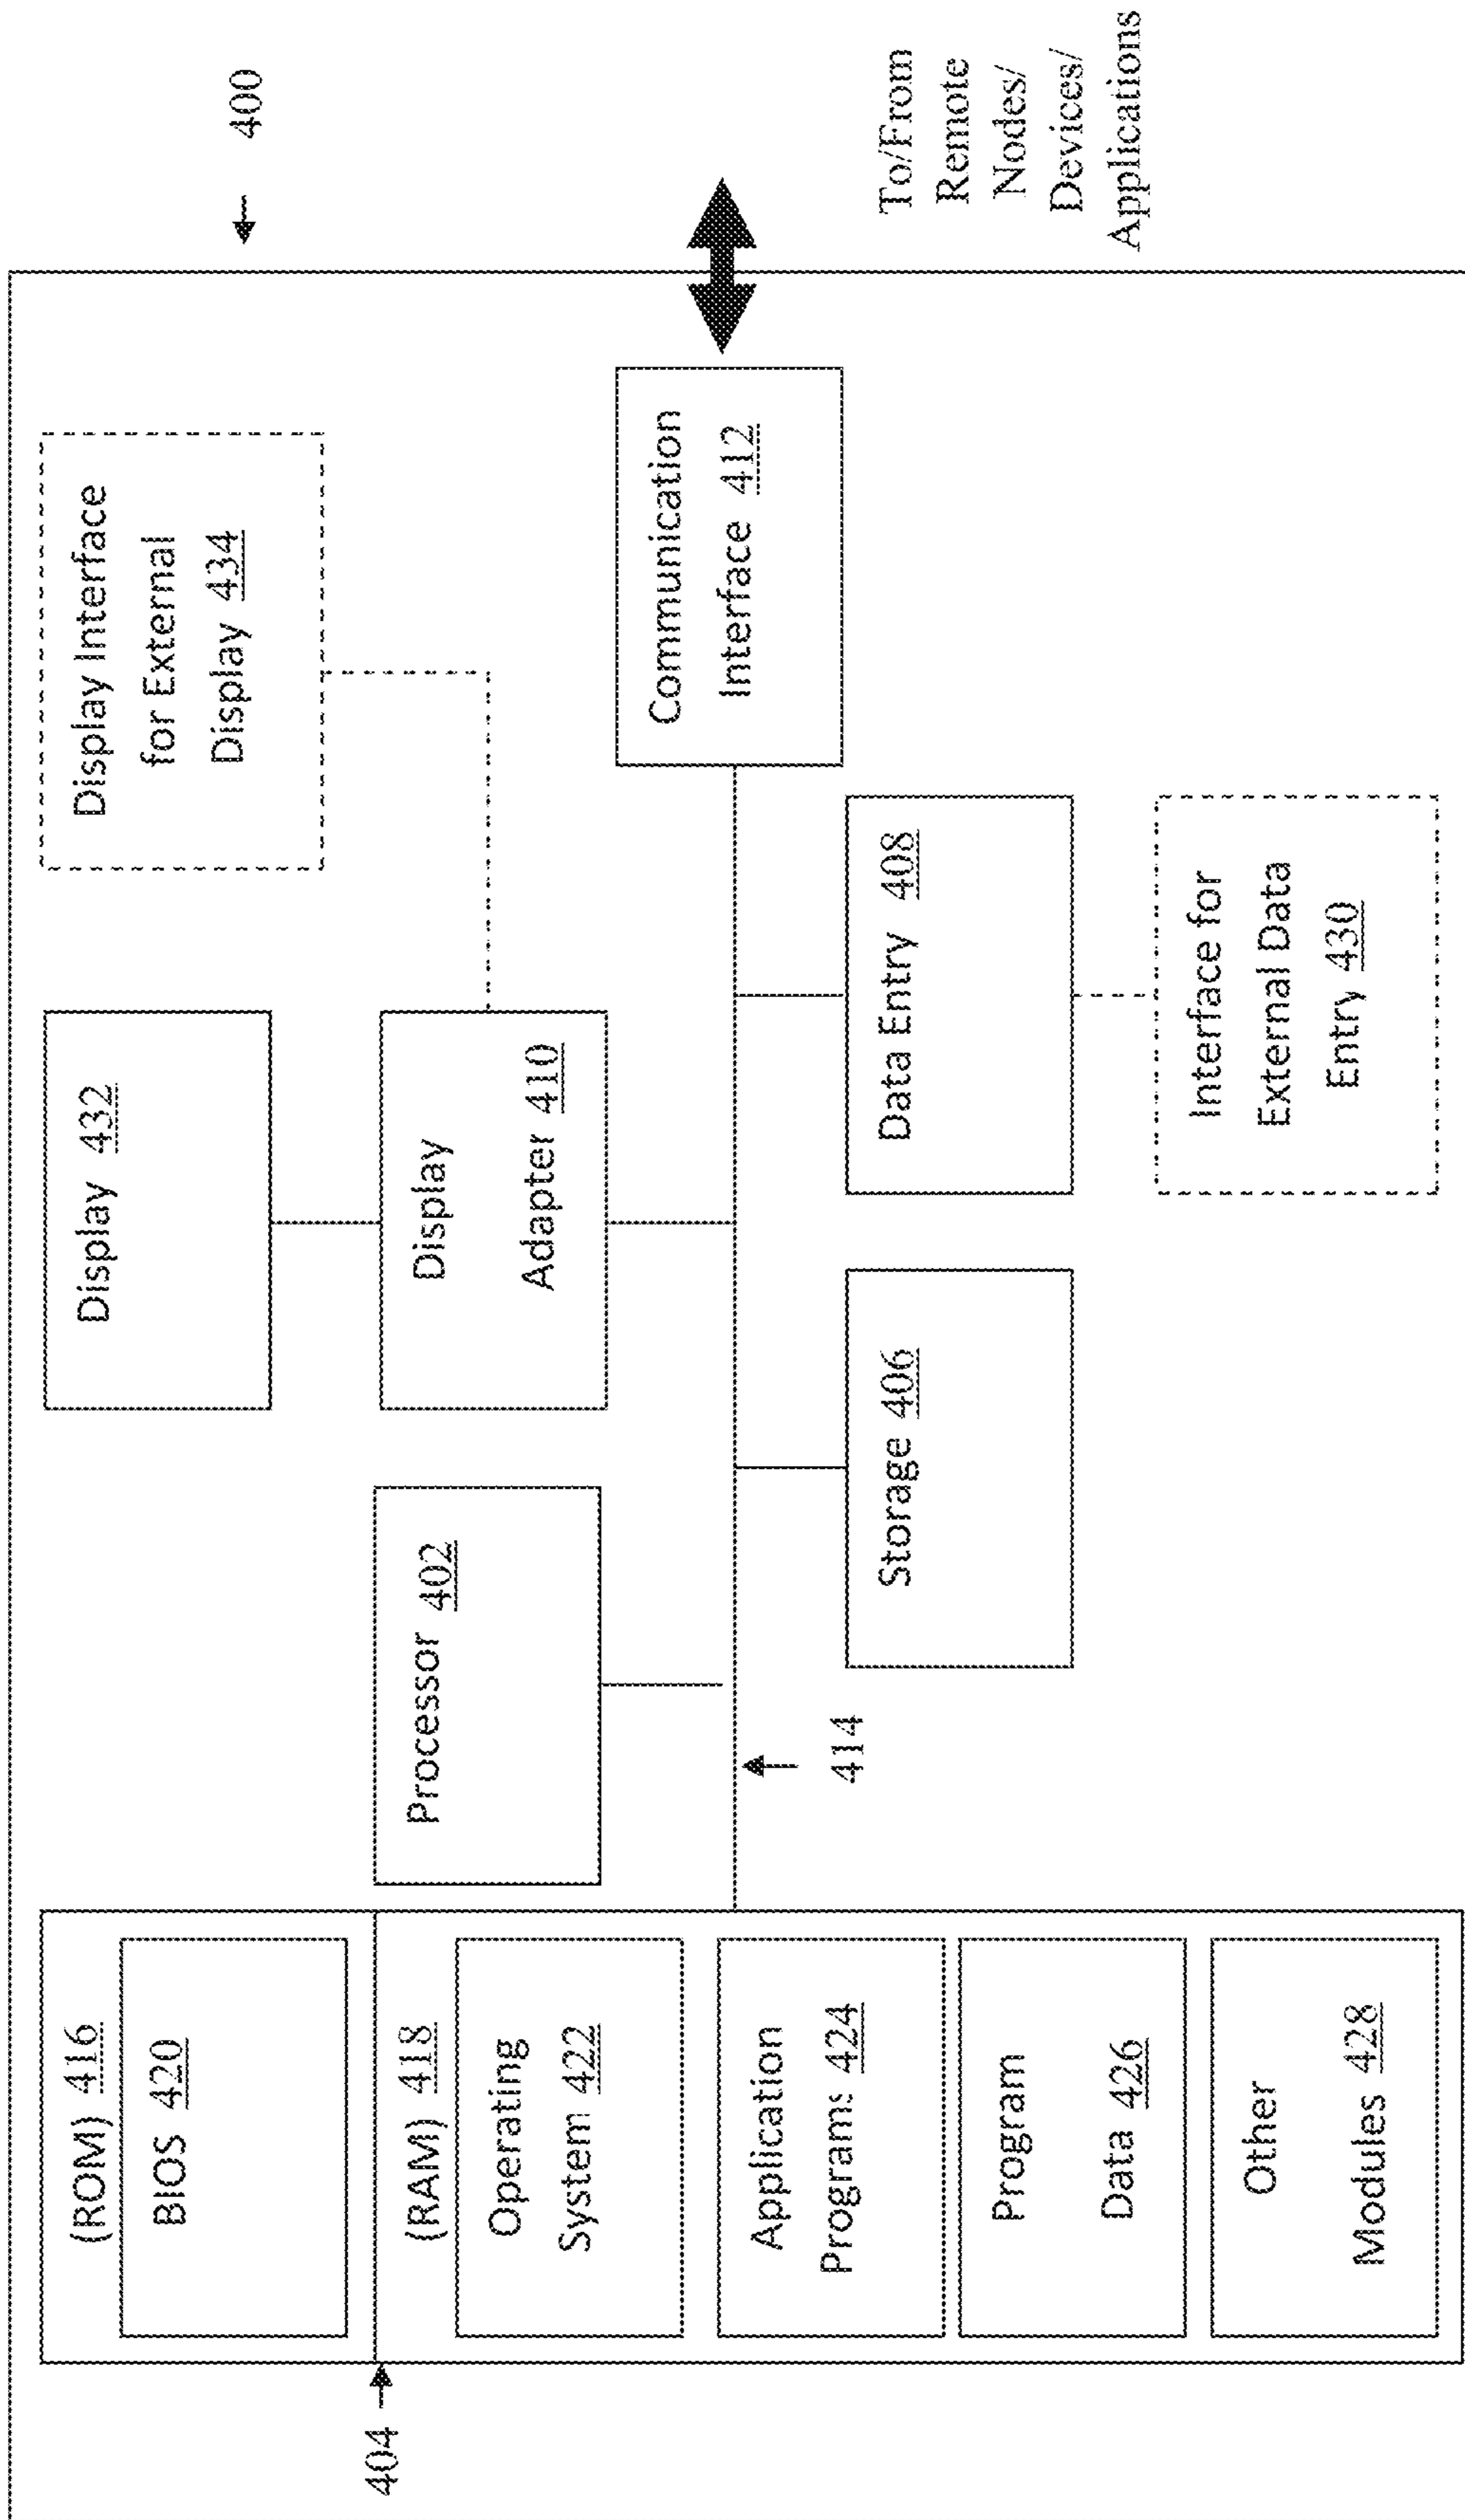 400
(ROM) 416
BIOS 420
(RAM) 418
Operating
System 422
Application
Programs 424
Program
Data 426
Other
Modules 428
404
Processor 402
414
Display 432
Display
Adapter 410
Storage 406
Display Interface
for External
Display 434
Data Entry 408
Interface for
External Data
Entry 430
Communication
Interface 412
To/From
Remote
Nodes/
Devices/
Applications